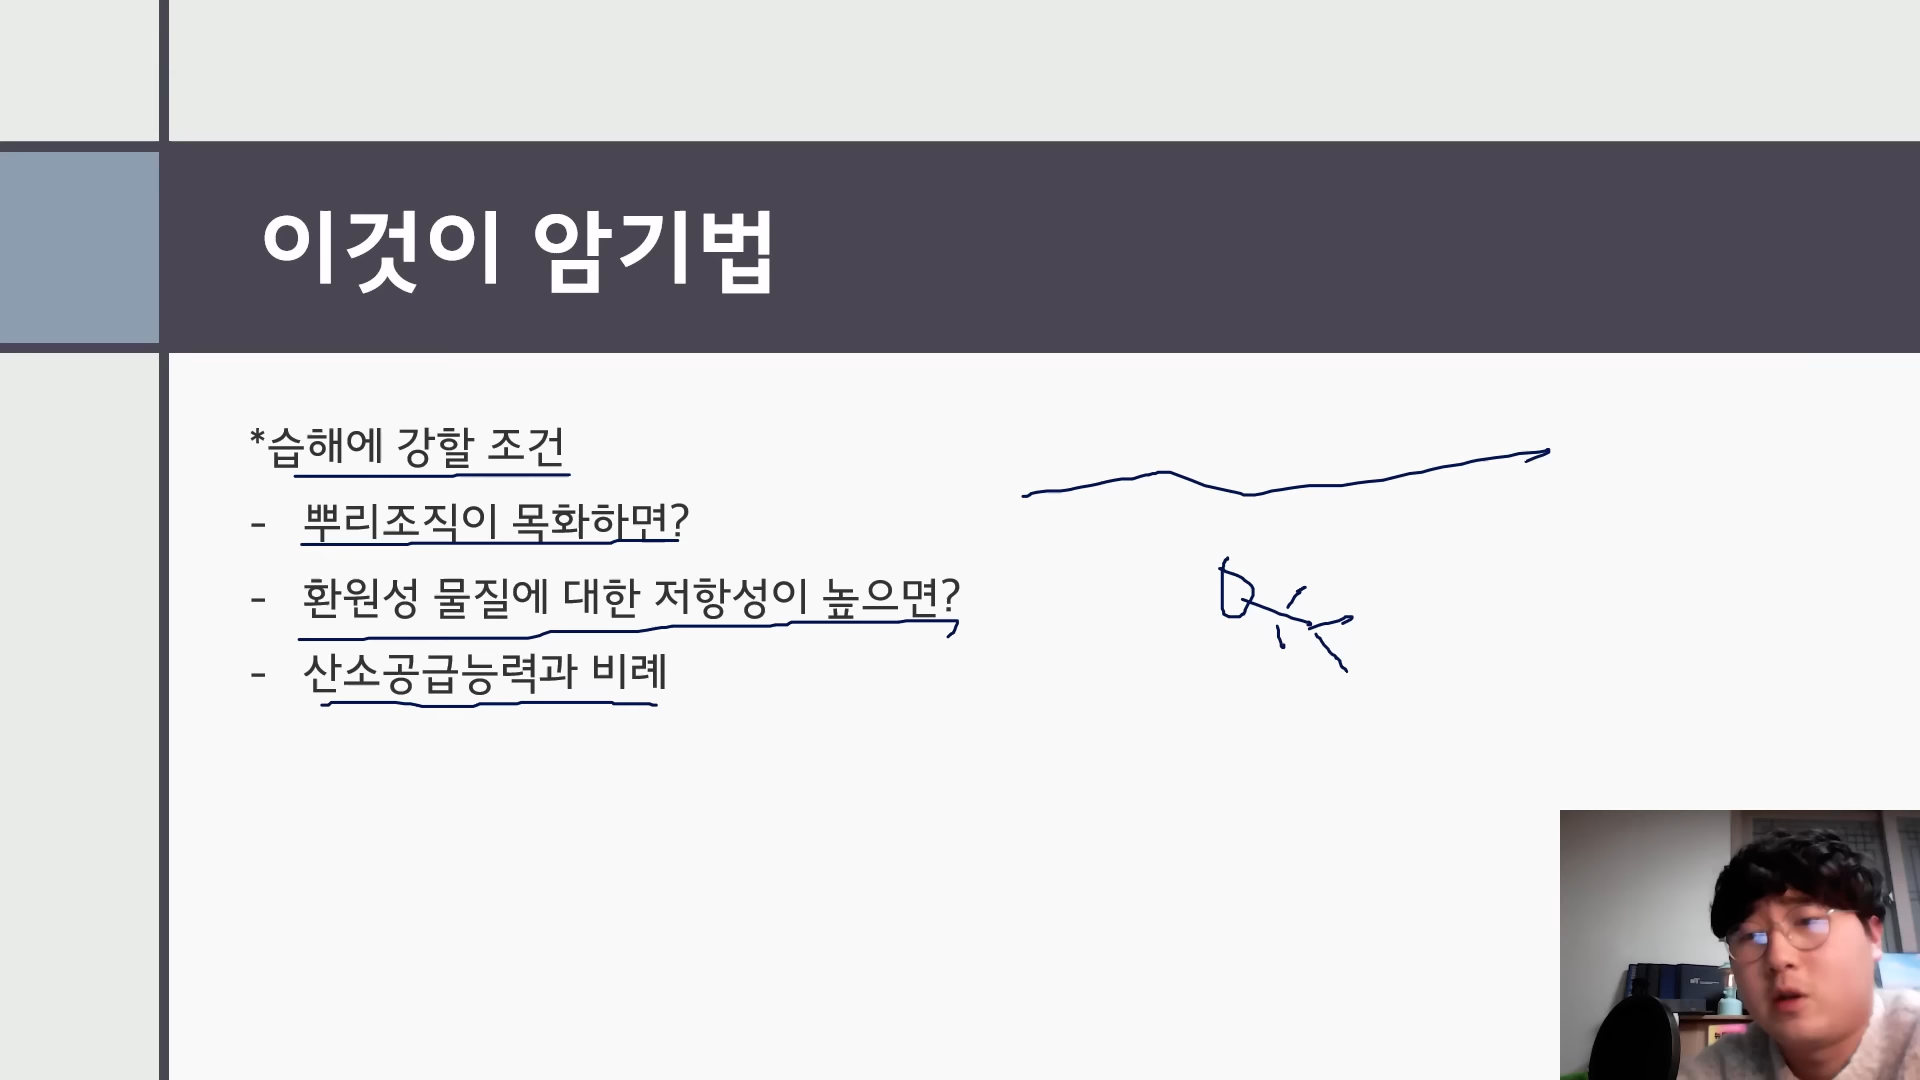 이것이 암기법
*습해에 강할 조건
- 뿌리조직이 목화하면?
- 환원성 물질에 대한 저항성이 높으면?
- 산소공급능력과 비례